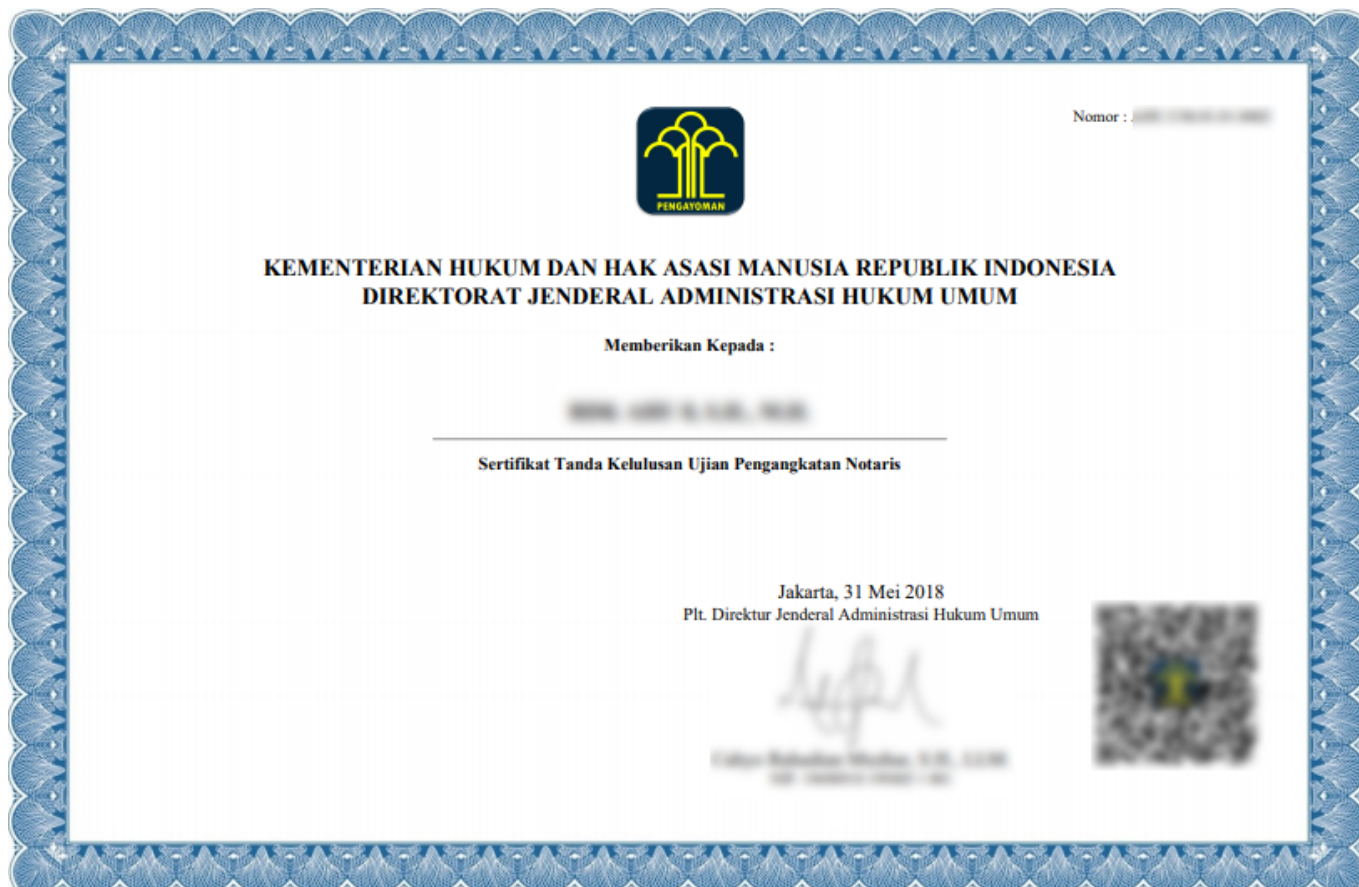 Nomor :
PENGAYOMAN
KEMENTERIAN HUKUM DAN HAK ASASI MANUSIA REPUBLIK INDONESIA
DIREKTORAT JENDERAL ADMINISTRASI HUKUM UMUM
Memberikan Kepada :
Sertifikat Tanda Kelulusan Ujian Pengangkatan Notaris
Jakarta, 31 Mei 2018
Plt. Direktur Jenderal Administrasi Hukum Umum